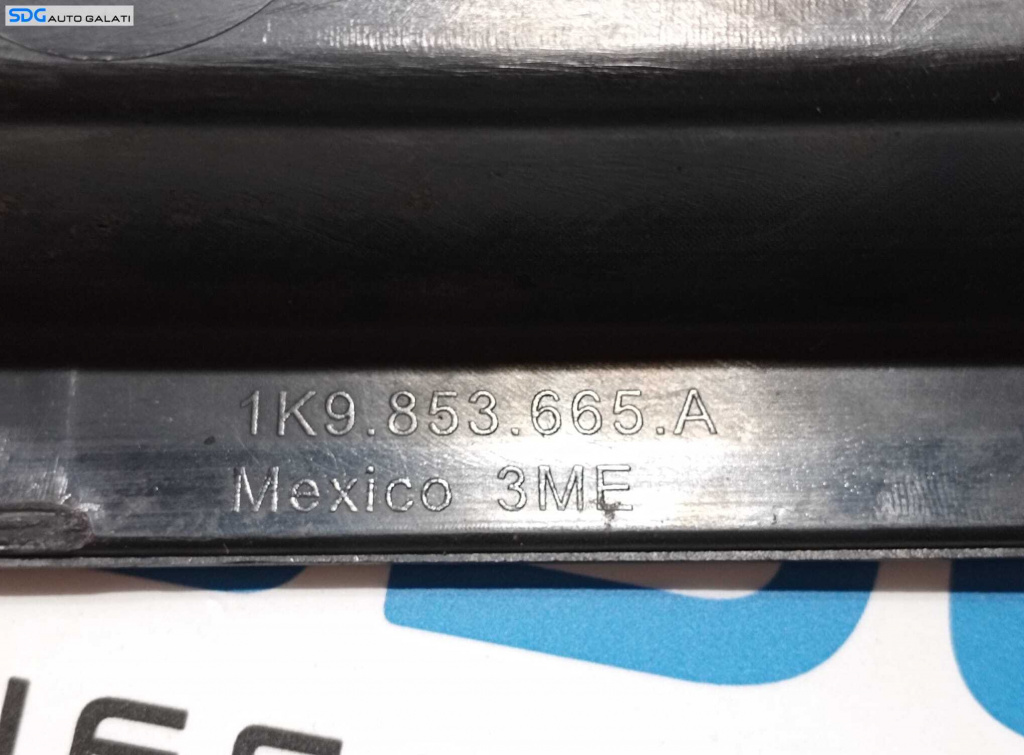 SDG AUTO GALATI
1K9.853.665.A
Mexico 3ME